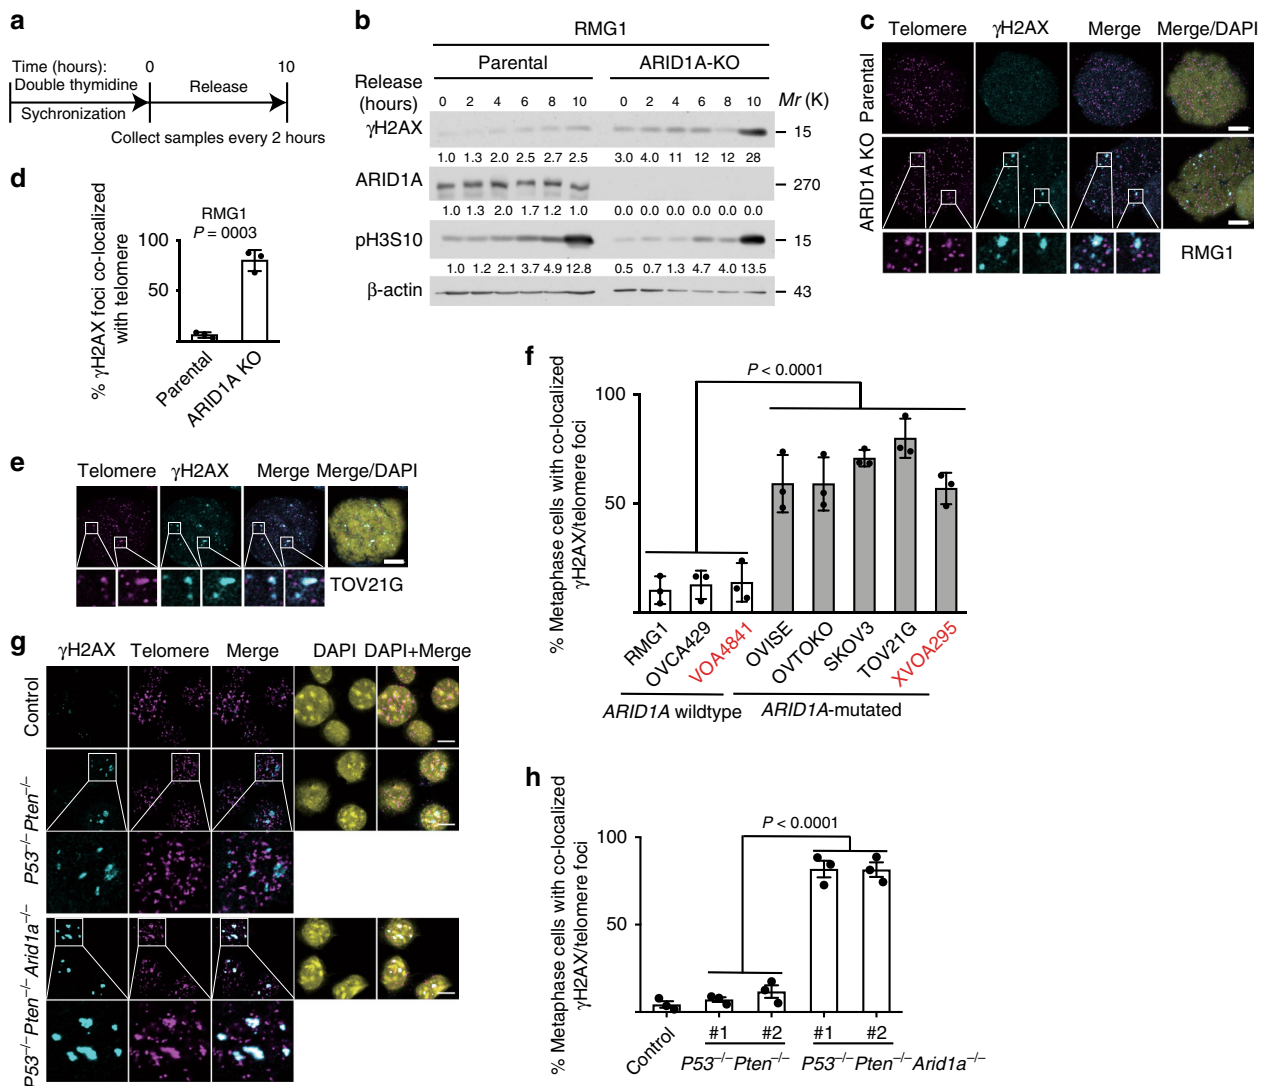 a
Time (hours): 0 10
Double thymidine Release
Sychronization
Collect samples every 2 hours
b
RMG1
Parental ARID1A-KO
Release (hours) 0 2 4 6 8 10 0 2 4 6 8 10 Mr (K)
γH2AX 15
1.0 1.3 2.0 2.5 2.7 2.5 3.0 4.0 11 12 12 28
ARID1A 270
1.0 1.3 2.0 1.7 1.2 1.0 0.0 0.0 0.0 0.0 0.0 0.0
pH3S10 15
1.0 1.2 2.1 3.7 4.9 12.8 0.5 0.7 1.3 4.7 4.0 13.5
β-actin 43
c
Telomere γH2AX Merge Merge/DAPI
Parental
ARID1A KO
RMG1
d
% γH2AX foci co-localized
with telomere
RMG1
P = 0003
100
50
Parental
ARID1A KO
e
Telomere γH2AX Merge Merge/DAPI
TOV21G
f
% Metaphase cells with co-localized
γH2AX/telomere foci
P < 0.0001
100
50
RMG1 OVCA429 VOA4841 OVISE OVTOKO SKOV3 TOV21G XVOA295
ARID1A wildtype ARID1A-mutated
g
γH2AX Telomere Merge DAPI DAPI+Merge
Control
P53–/–Pten–/–
P53–/–Pten–/–Arid1a–/–
h
% Metaphase cells with co-localized
γH2AX/telomere foci
P < 0.0001
100
50
Control #1 #2 #1 #2
P53–/–Pten–/– P53–/–Pten–/–Arid1a–/–